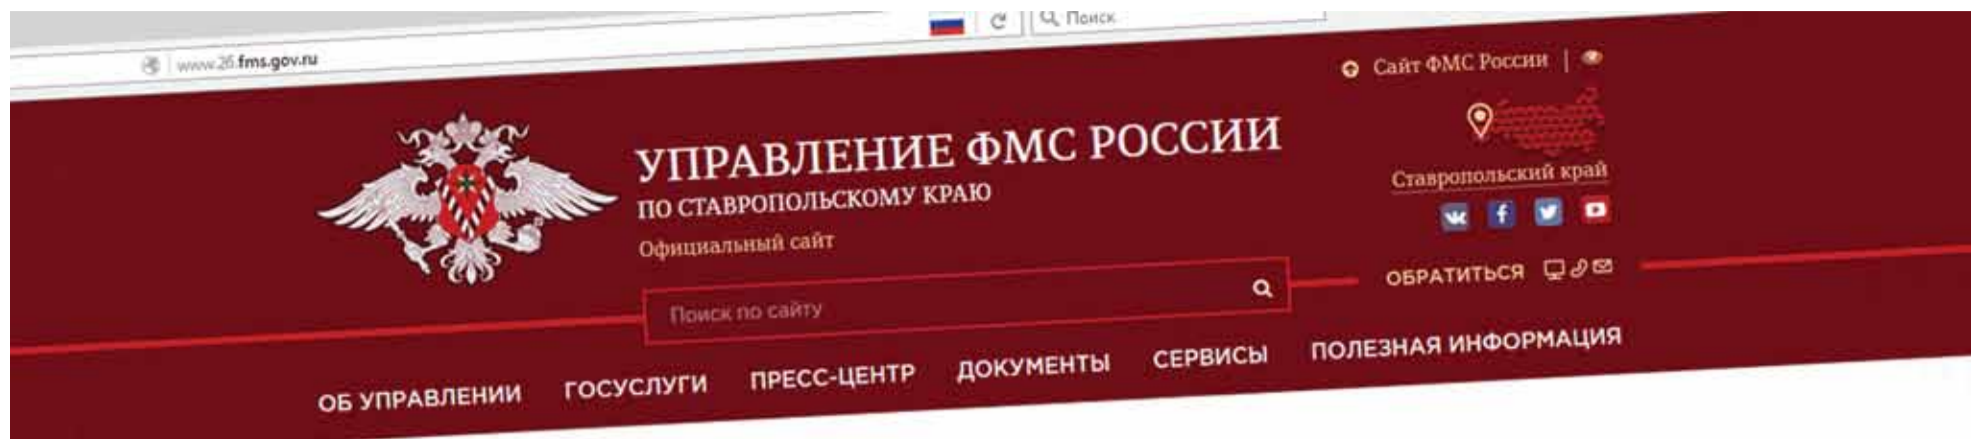 www.26.fms.gov.ru
Поиск
Сайт ФМС России
УПРАВЛЕНИЕ ФМС РОССИИ
ПО СТАВРОПОЛЬСКОМУ КРАЮ
Официальный сайт
Ставропольский край
Поиск по сайту
ОБРАТИТЬСЯ
ОБ УПРАВЛЕНИИ
ГОСУСЛУГИ
ПРЕСС-ЦЕНТР
ДОКУМЕНТЫ
СЕРВИСЫ
ПОЛЕЗНАЯ ИНФОРМАЦИЯ